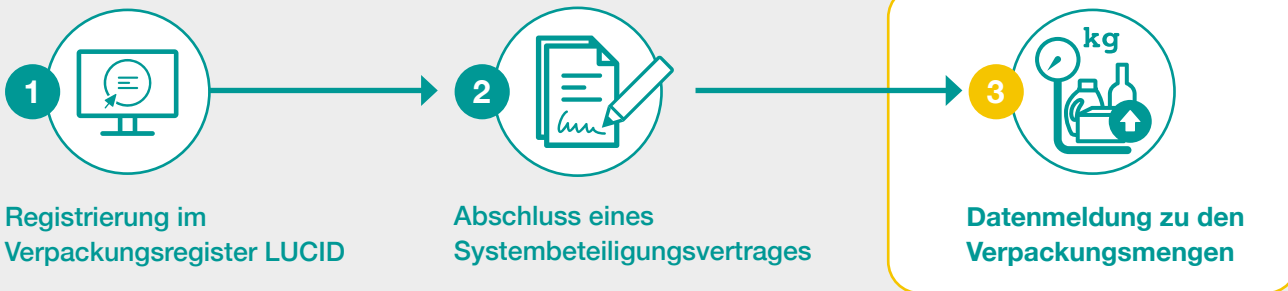 1
Registrierung im
Verpackungsregister LUCID
2
Abschluss eines
Systembeteiligungsvertrages
3
kg
Datenmeldung zu den
Verpackungsmengen